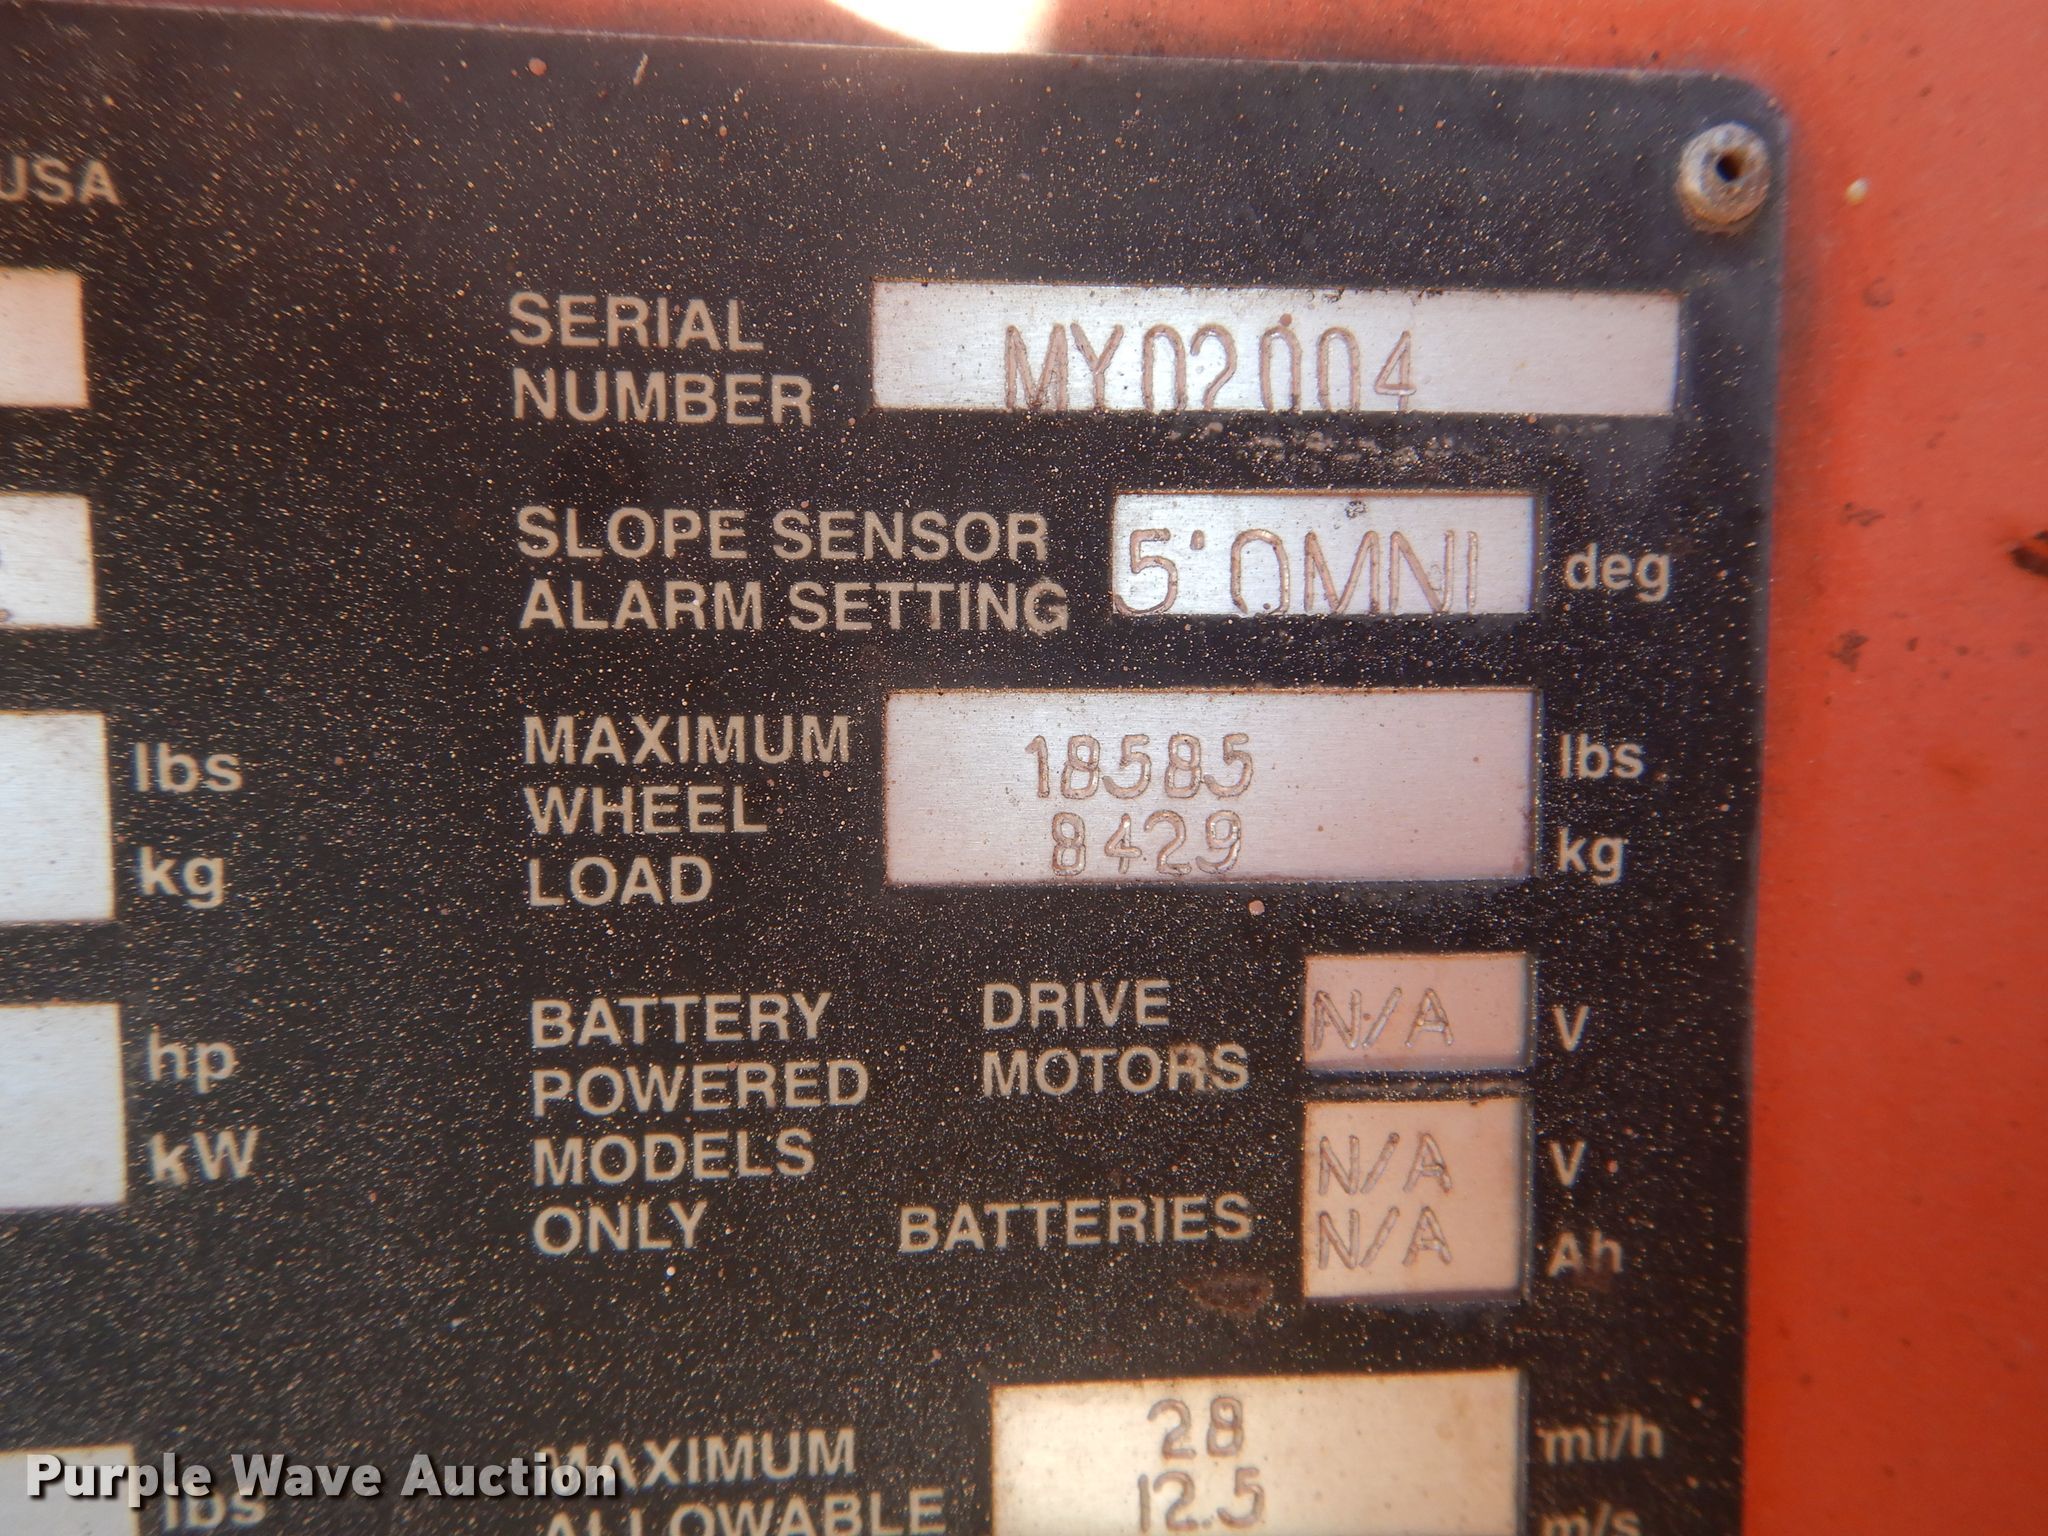 USA
SERIAL
NUMBER
MY02004
SLOPE SENSOR
ALARM SETTING
5°OMNI deg
lbs
kg
MAXIMUM
WHEEL
LOAD
18585 lbs
8429 kg
hp
kW
BATTERY
POWERED
MODELS
ONLY
DRIVE
MOTORS
N/A V
BATTERIES
N/A V
N/A Ah
lbs
MAXIMUM
ALLOWABLE
28 mi/h
12.5 m/s
Purple Wave Auction